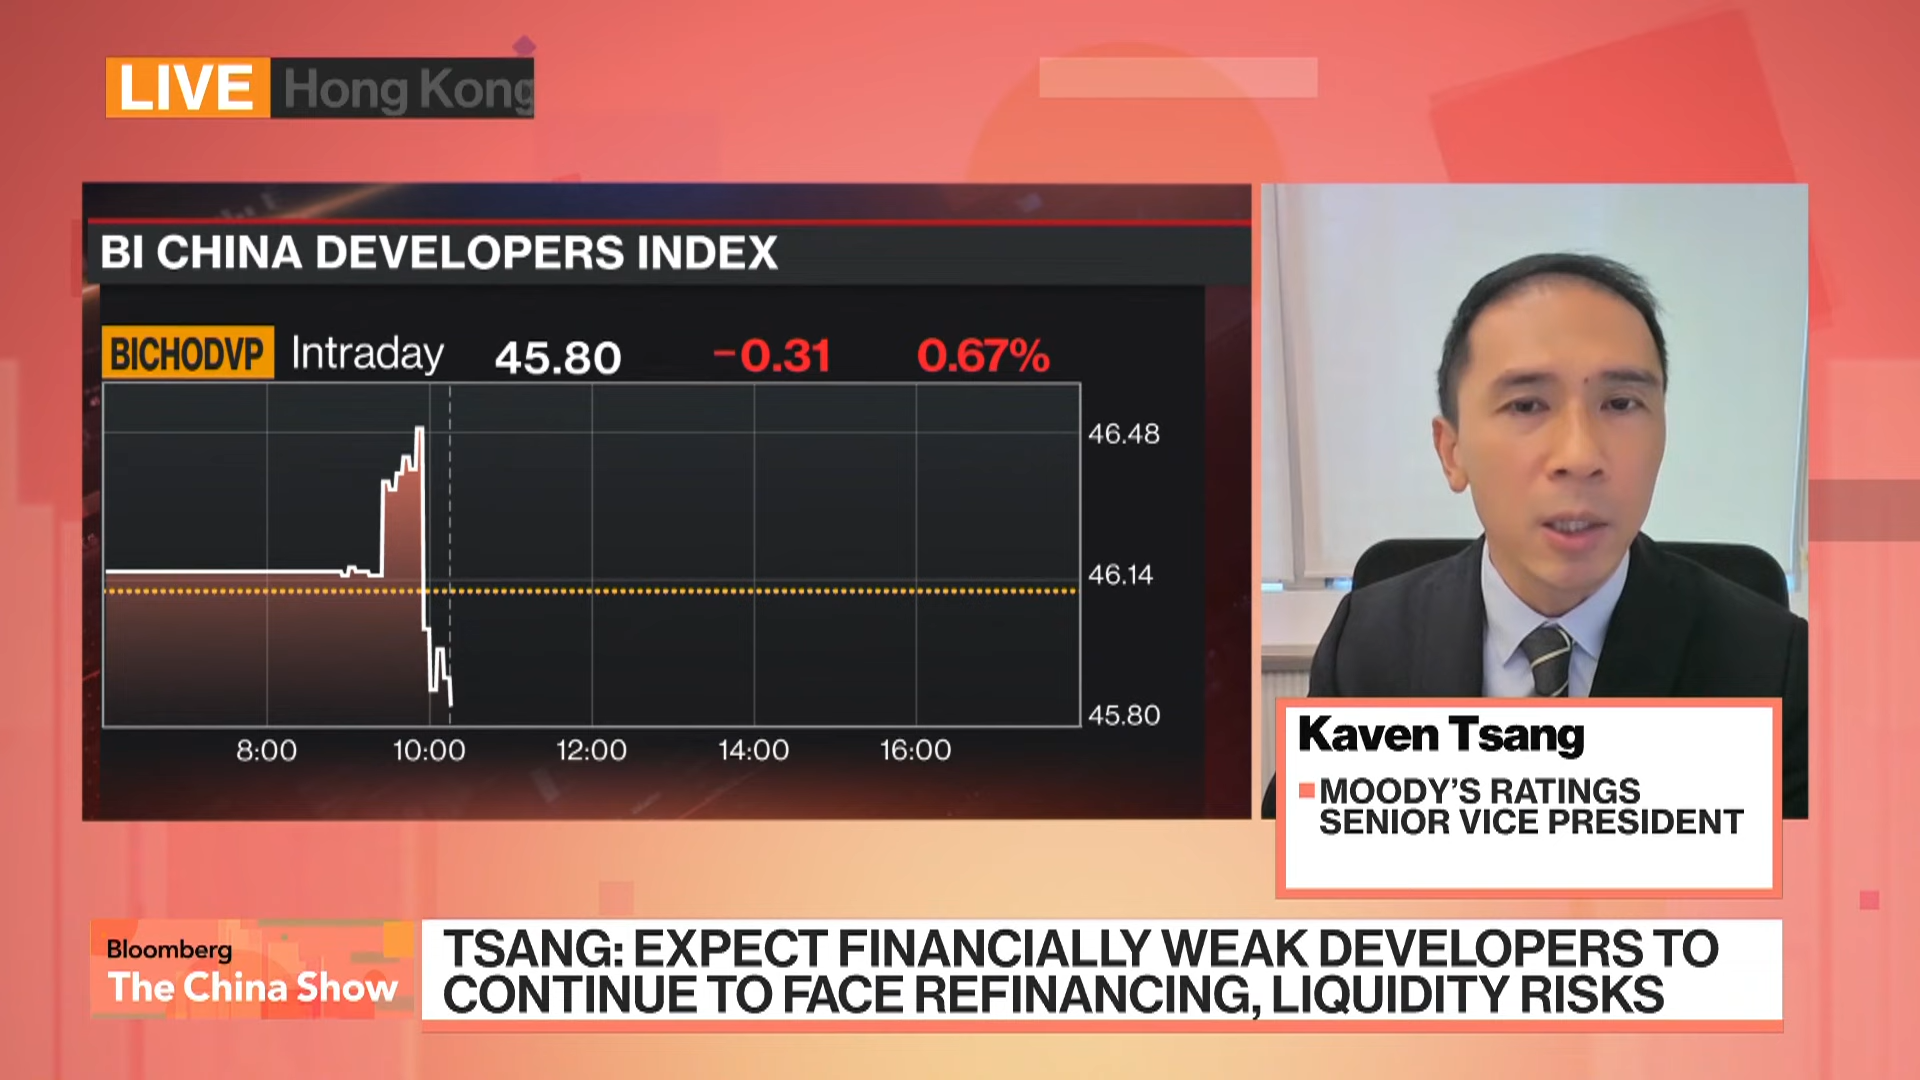 LIVE Hong Kong
BI CHINA DEVELOPERS INDEX
BICHODVP Intraday 45.80 -0.31 0.67%
46.48
46.14
45.80
8:00 10:00 12:00 14:00 16:00
Kaven Tsang
MOODY'S RATINGS
SENIOR VICE PRESIDENT
Bloomberg
The China Show
TSANG: EXPECT FINANCIALLY WEAK DEVELOPERS TO
CONTINUE TO FACE REFINANCING, LIQUIDITY RISKS